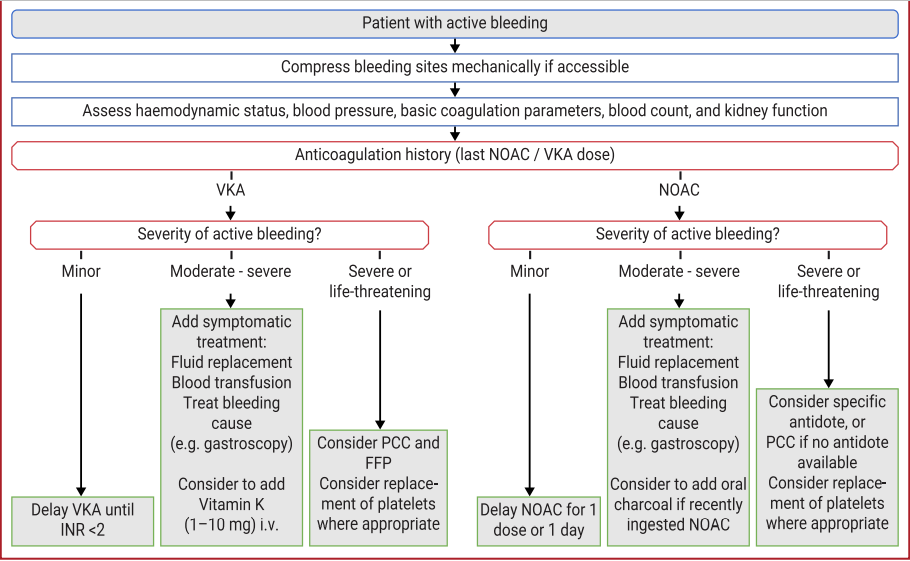 Patient with active bleeding
Compress bleeding sites mechanically if accessible
Assess haemodynamic status, blood pressure, basic coagulation parameters, blood count, and kidney function
Anticoagulation history (last NOAC / VKA dose)
VKA
Severity of active bleeding?
Minor
Delay VKA until
INR <2
Moderate - severe
Add symptomatic
treatment:
Fluid replacement
Blood transfusion
Treat bleeding
cause
(e.g. gastroscopy)
Consider to add
Vitamin K
(1–10 mg) i.v.
Severe or
life-threatening
Consider PCC and
FFP
Consider replace-
ment of platelets
where appropriate
NOAC
Severity of active bleeding?
Minor
Delay NOAC for 1
dose or 1 day
Moderate - severe
Add symptomatic
treatment:
Fluid replacement
Blood transfusion
Treat bleeding
cause
(e.g. gastroscopy)
Consider to add oral
charcoal if recently
ingested NOAC
Severe or
life-threatening
Consider specific
antidote, or
PCC if no antidote
available
Consider replace-
ment of platelets
where appropriate